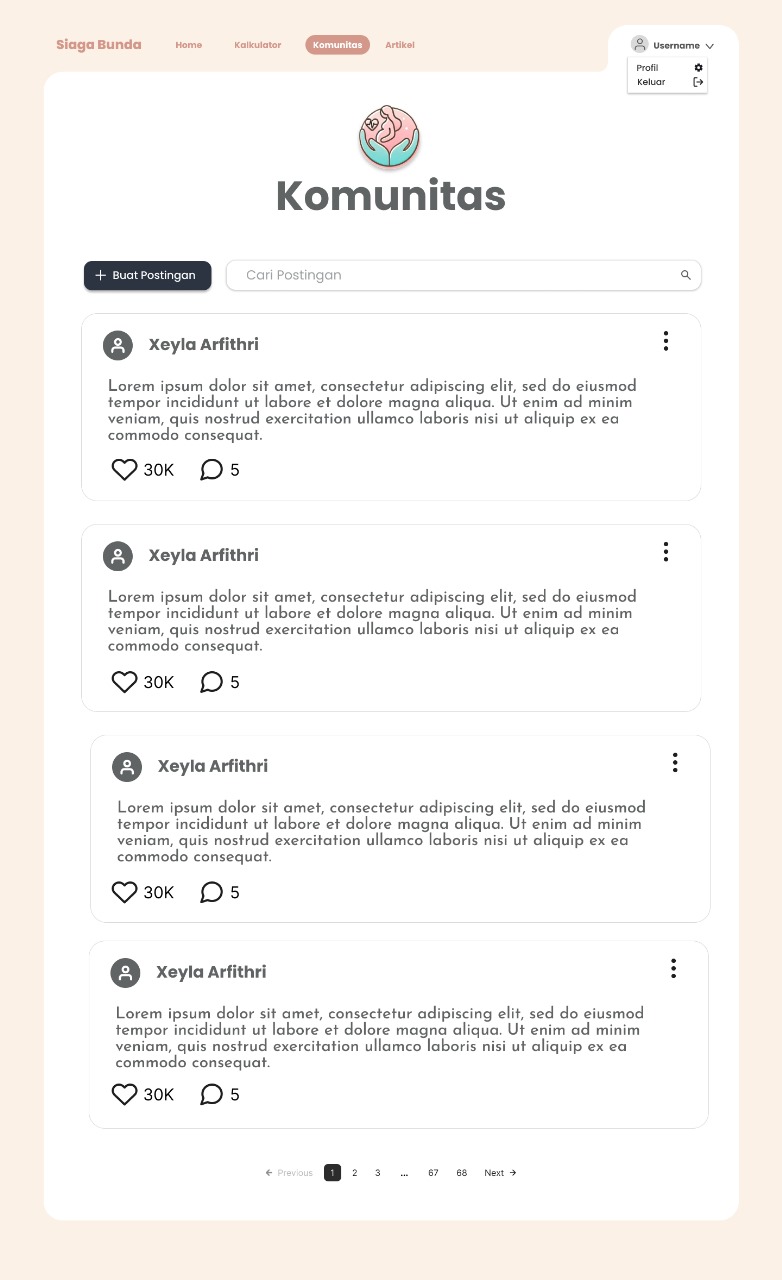 Siaga Bunda Home Kalkulator Komunitas Artikel Username
Profil
Keluar
Komunitas
Buat Postingan Cari Postingan
Xeyla Arfithri
Lorem ipsum dolor sit amet, consectetur adipiscing elit, sed do eiusmod
tempor incididunt ut labore et dolore magna aliqua. Ut enim ad minim
veniam, quis nostrud exercitation ullamco laboris nisi ut aliquip ex ea
commodo consequat.
30K 5
Xeyla Arfithri
Lorem ipsum dolor sit amet, consectetur adipiscing elit, sed do eiusmod
tempor incididunt ut labore et dolore magna aliqua. Ut enim ad minim
veniam, quis nostrud exercitation ullamco laboris nisi ut aliquip ex ea
commodo consequat.
30K 5
Xeyla Arfithri
Lorem ipsum dolor sit amet, consectetur adipiscing elit, sed do eiusmod
tempor incididunt ut labore et dolore magna aliqua. Ut enim ad minim
veniam, quis nostrud exercitation ullamco laboris nisi ut aliquip ex ea
commodo consequat.
30K 5
Xeyla Arfithri
Lorem ipsum dolor sit amet, consectetur adipiscing elit, sed do eiusmod
tempor incididunt ut labore et dolore magna aliqua. Ut enim ad minim
veniam, quis nostrud exercitation ullamco laboris nisi ut aliquip ex ea
commodo consequat.
30K 5
← Previous 1 2 3 ... 67 68 Next →